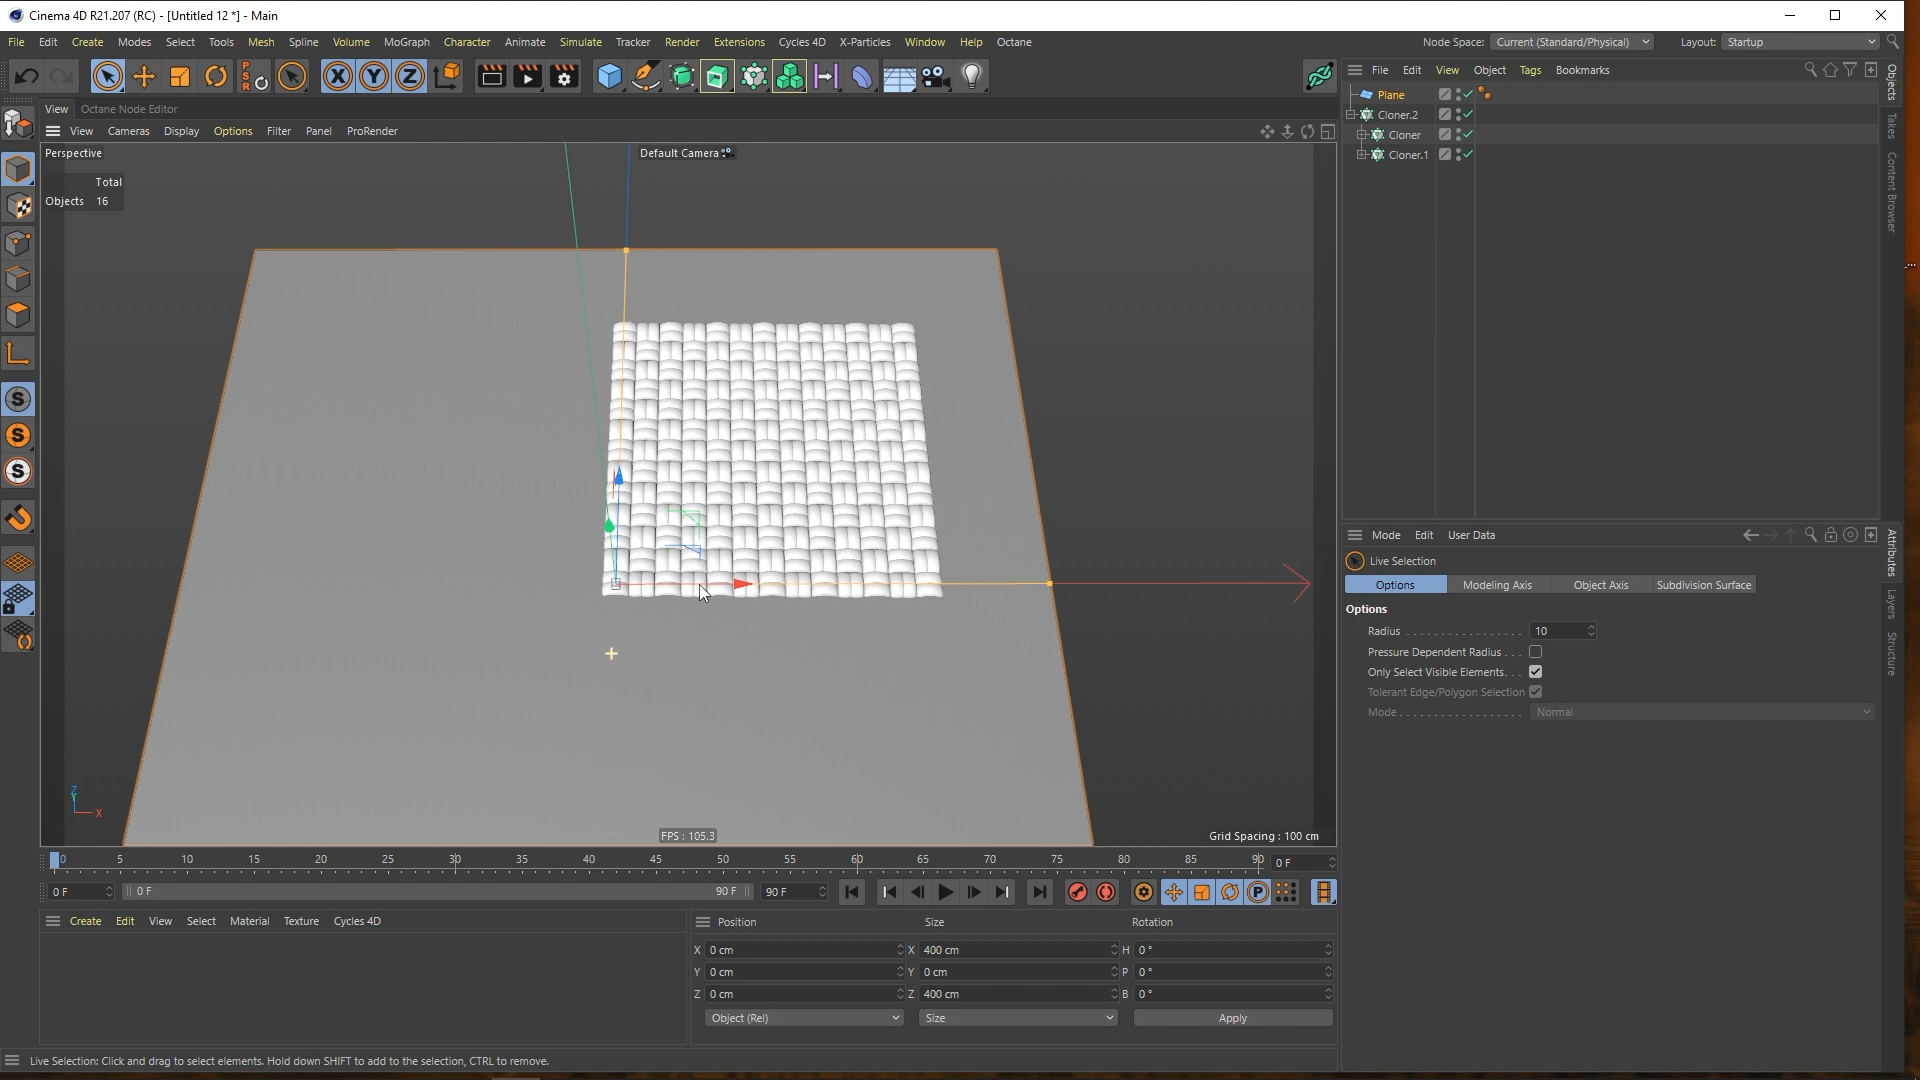 Cinema 4D R21.207 (RC) - [Untitled 12 *] - Main
File Edit Create Modes Select Tools Mesh Spline Volume MoGraph Character Animate Simulate Tracker Render Extensions Cycles 4D X-Particles Window Help Octane
Node Space: Current (Standard/Physical) Layout: Startup
P S R X Y Z
File Edit View Object Tags Bookmarks
View Octane Node Editor
View Cameras Display Options Filter Panel ProRender
Perspective
Default Camera
Total
Objects 16
Plane
Cloner.2
Cloner
Cloner.1
Objects
Takes
Content Browser
S
S
S
Z
Y
X
FPS : 105.3
Grid Spacing : 100 cm
Mode Edit User Data
Live Selection
Options Modeling Axis Object Axis Subdivision Surface
Options
Radius 10
Pressure Dependent Radius
Only Select Visible Elements
Tolerant Edge/Polygon Selection
Mode Normal
Attributes
Layers
Structure
0 5 10 15 20 25 30 35 40 45 50 55 60 65 70 75 80 85 90 0 F
0 F 0 F 90 F 90 F P
Create Edit View Select Material Texture Cycles 4D
Position Size Rotation
X 0 cm X 400 cm H 0 °
Y 0 cm Y 0 cm P 0 °
Z 0 cm Z 400 cm B 0 °
Object (Rel) Size Apply
Live Selection: Click and drag to select elements. Hold down SHIFT to add to the selection, CTRL to remove.